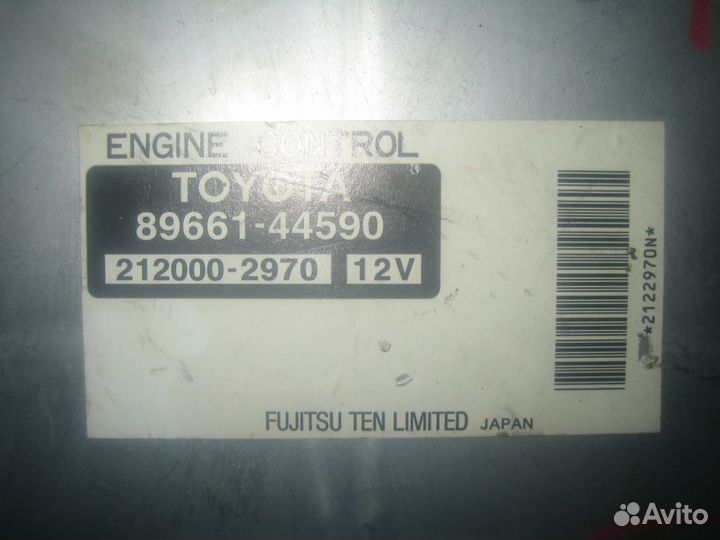 ENGINE CONTROL
TOYOTA
89661-44590
212000-2970 12V
*2122970N*
FUJITSU TEN LIMITED JAPAN
Avito